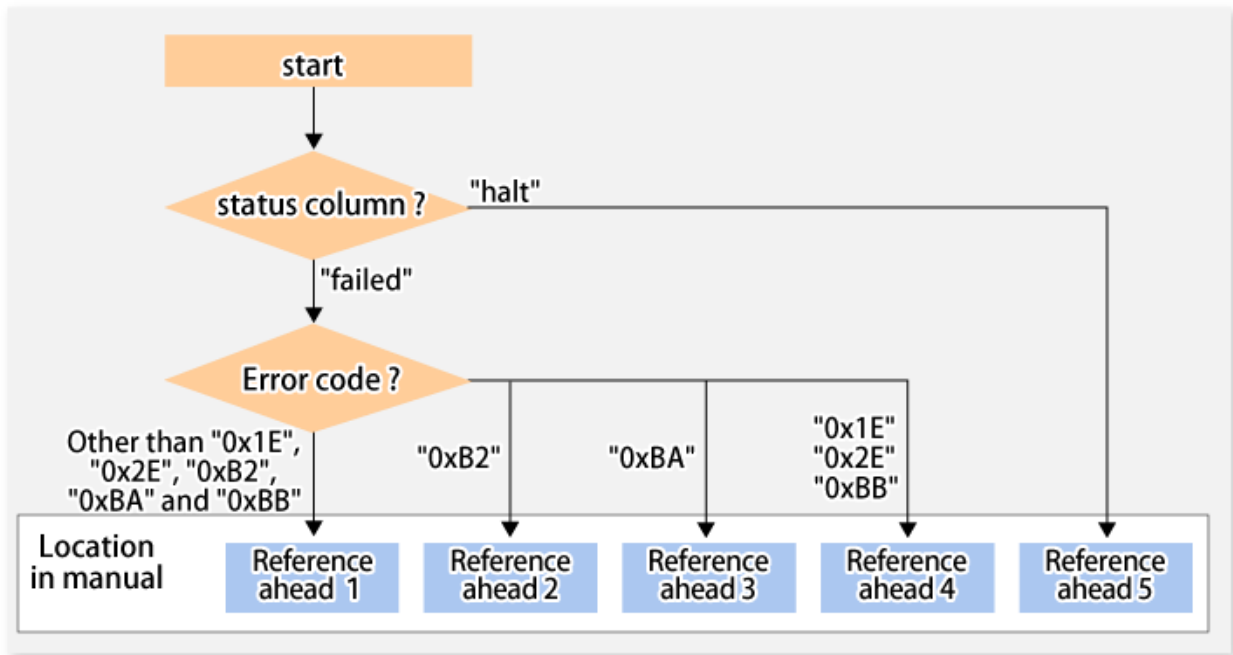 start
status column ?
"halt"
"failed"
Error code ?
Other than "0x1E",
"0x2E", "0xB2",
"0xBA" and "0xBB"
"0xB2"
"0xBA"
"0x1E"
"0x2E"
"0xBB"
Location
in manual
Reference
ahead 1
Reference
ahead 2
Reference
ahead 3
Reference
ahead 4
Reference
ahead 5